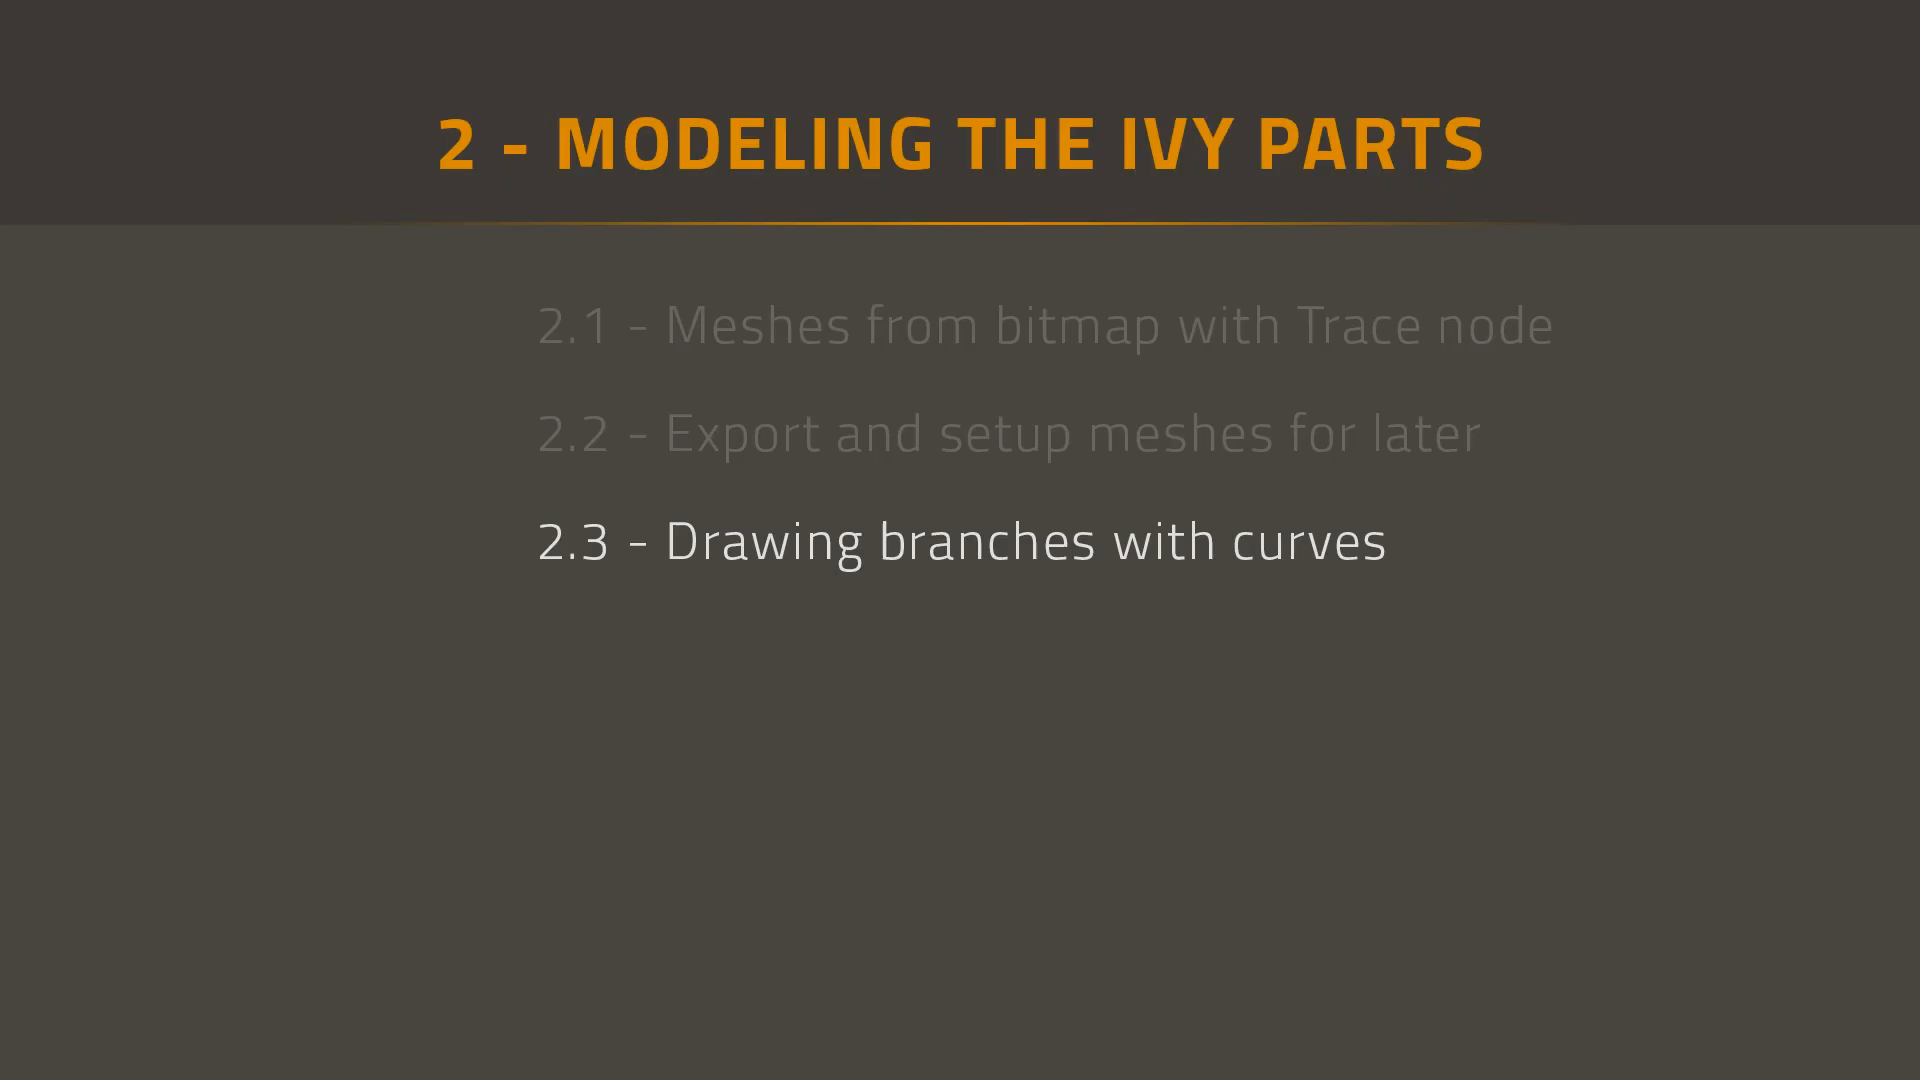 2 - MODELING THE IVY PARTS
2.1 - Meshes from bitmap with Trace node
2.2 - Export and setup meshes for later
2.3 - Drawing branches with curves